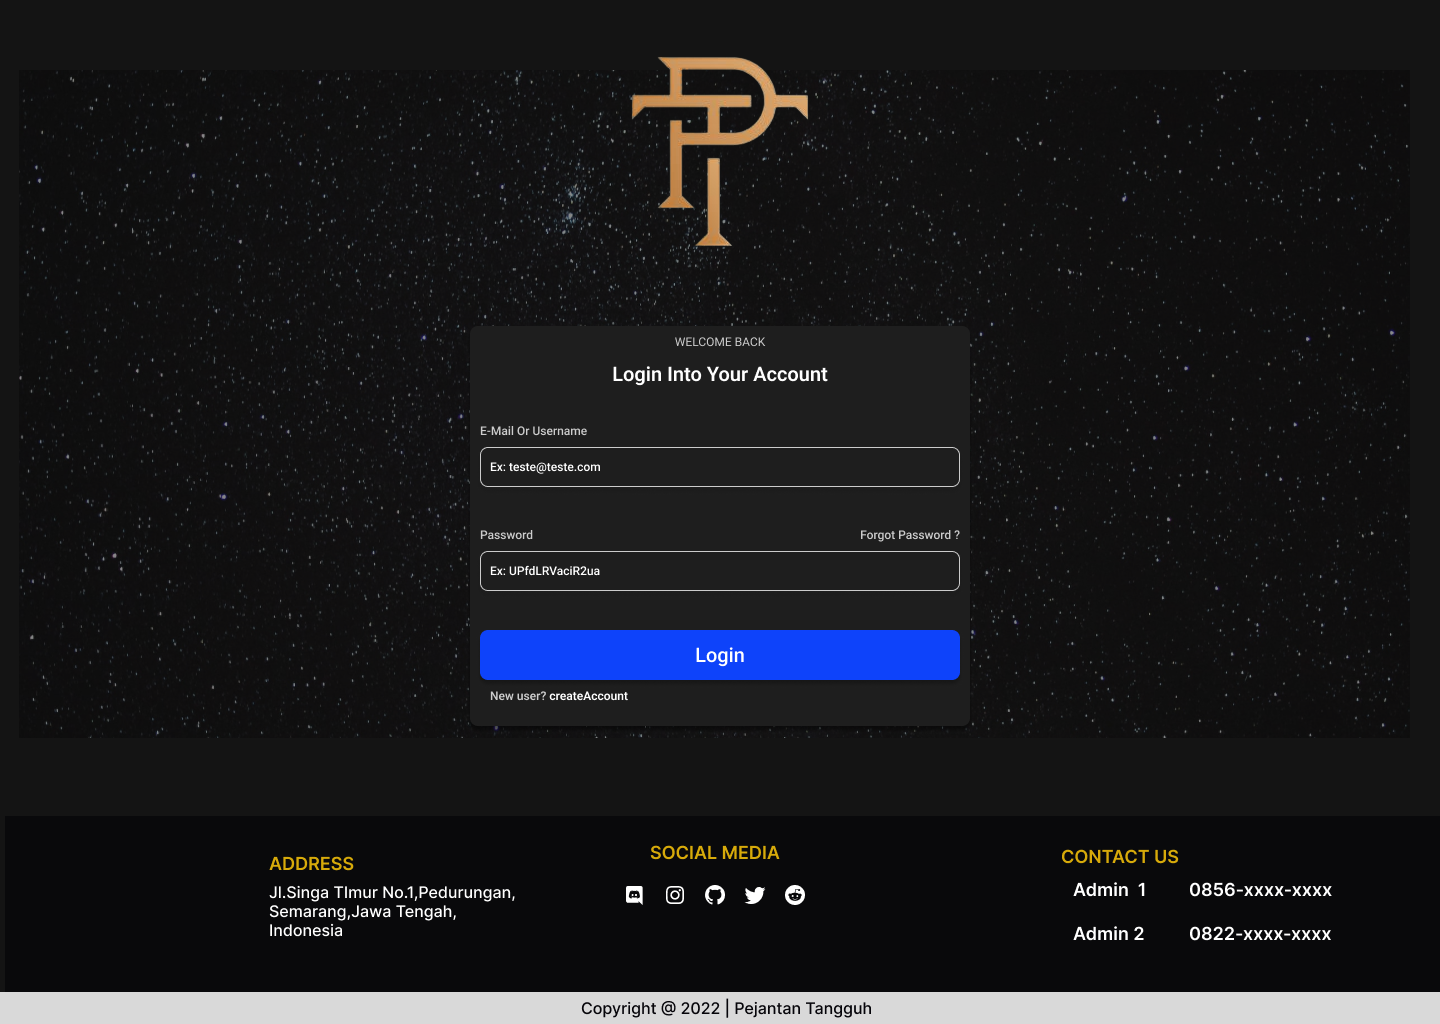 PT
WELCOME BACK
Login Into Your Account
E-Mail Or Username
Ex: teste@teste.com
Password
Forgot Password ?
Ex: UPfdLRVaciR2ua
Login
New user? createAccount
ADDRESS
Jl.Singa TImur No.1,Pedurungan,
Semarang,Jawa Tengah,
Indonesia
SOCIAL MEDIA
CONTACT US
Admin 1 0856-xxxx-xxxx
Admin 2 0822-xxxx-xxxx
Copyright @ 2022 | Pejantan Tangguh